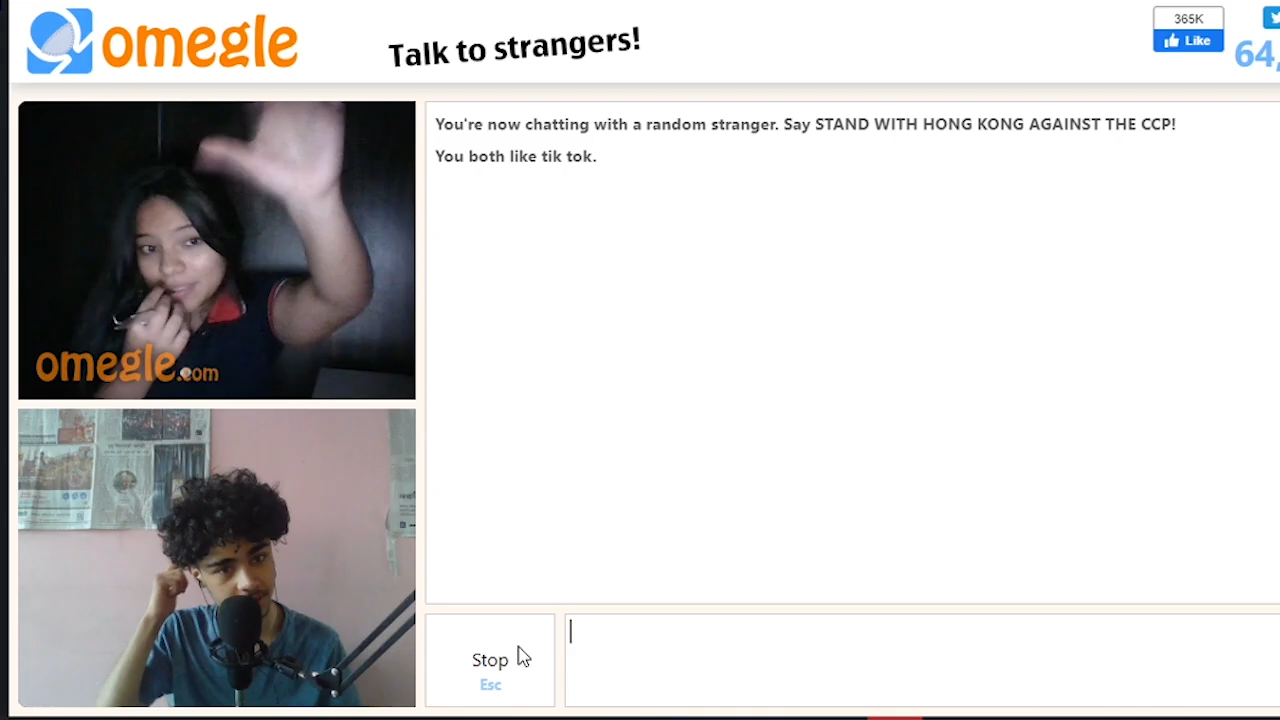 omegle
Talk to strangers!
365K
Like
64,
You're now chatting with a random stranger. Say STAND WITH HONG KONG AGAINST THE CCP!
You both like tik tok.
omegle.com
Stop
Esc